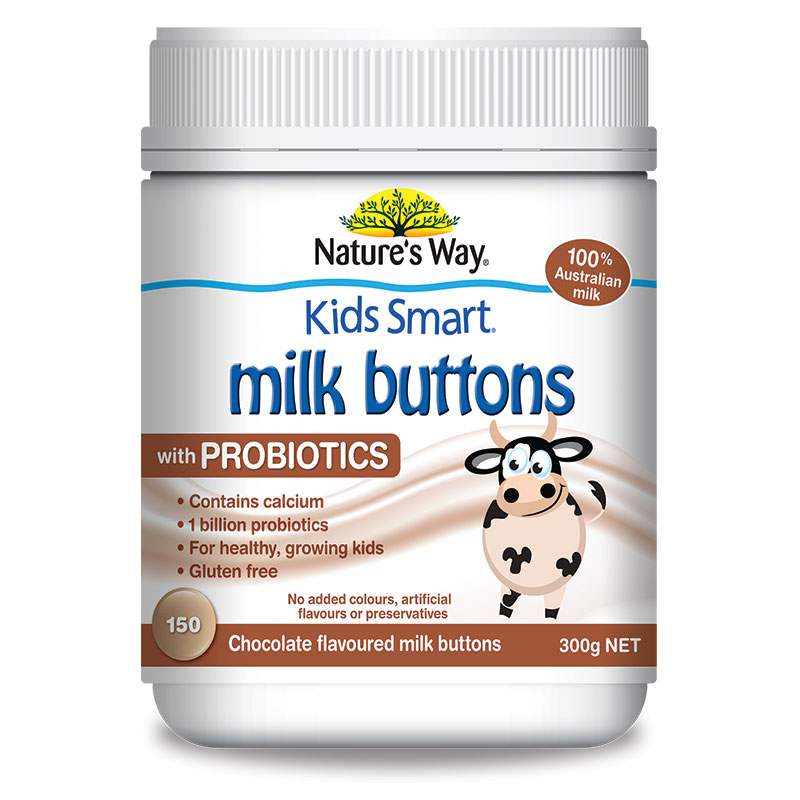 Nature's Way®
100%
Australian
milk
Kids Smart®
milk buttons
with PROBIOTICS
• Contains calcium
• 1 billion probiotics
• For healthy, growing kids
• Gluten free
No added colours, artificial
flavours or preservatives
150
Chocolate flavoured milk buttons
300g NET